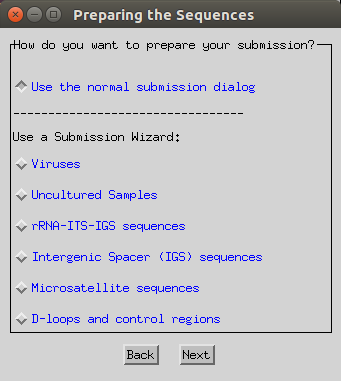 Preparing the Sequences
How do you want to prepare your submission?
Use the normal submission dialog
--------------------------------
Use a Submission Wizard:
Viruses
Uncultured Samples
rRNA-ITS-IGS sequences
Intergenic Spacer (IGS) sequences
Microsatellite sequences
D-loops and control regions
Back Next